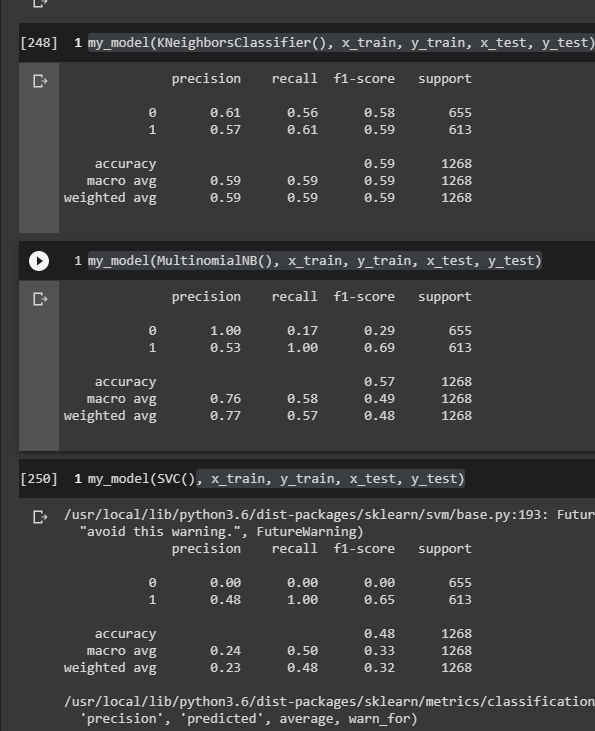 [248] 1 my_model(KNeighborsClassifier(), x_train, y_train, x_test, y_test)
precision recall f1-score support
0 0.61 0.56 0.58 655
1 0.57 0.61 0.59 613
accuracy 0.59 1268
macro avg 0.59 0.59 0.59 1268
weighted avg 0.59 0.59 0.59 1268
1 my_model(MultinomialNB(), x_train, y_train, x_test, y_test)
precision recall f1-score support
0 1.00 0.17 0.29 655
1 0.53 1.00 0.69 613
accuracy 0.57 1268
macro avg 0.76 0.58 0.49 1268
weighted avg 0.77 0.57 0.48 1268
[250] 1 my_model(SVC(), x_train, y_train, x_test, y_test)
/usr/local/lib/python3.6/dist-packages/sklearn/svm/base.py:193: Futur
"avoid this warning.", FutureWarning)
precision recall f1-score support
0 0.00 0.00 0.00 655
1 0.48 1.00 0.65 613
accuracy 0.48 1268
macro avg 0.24 0.50 0.33 1268
weighted avg 0.23 0.48 0.32 1268
/usr/local/lib/python3.6/dist-packages/sklearn/metrics/classification
'precision', 'predicted', average, warn_for)